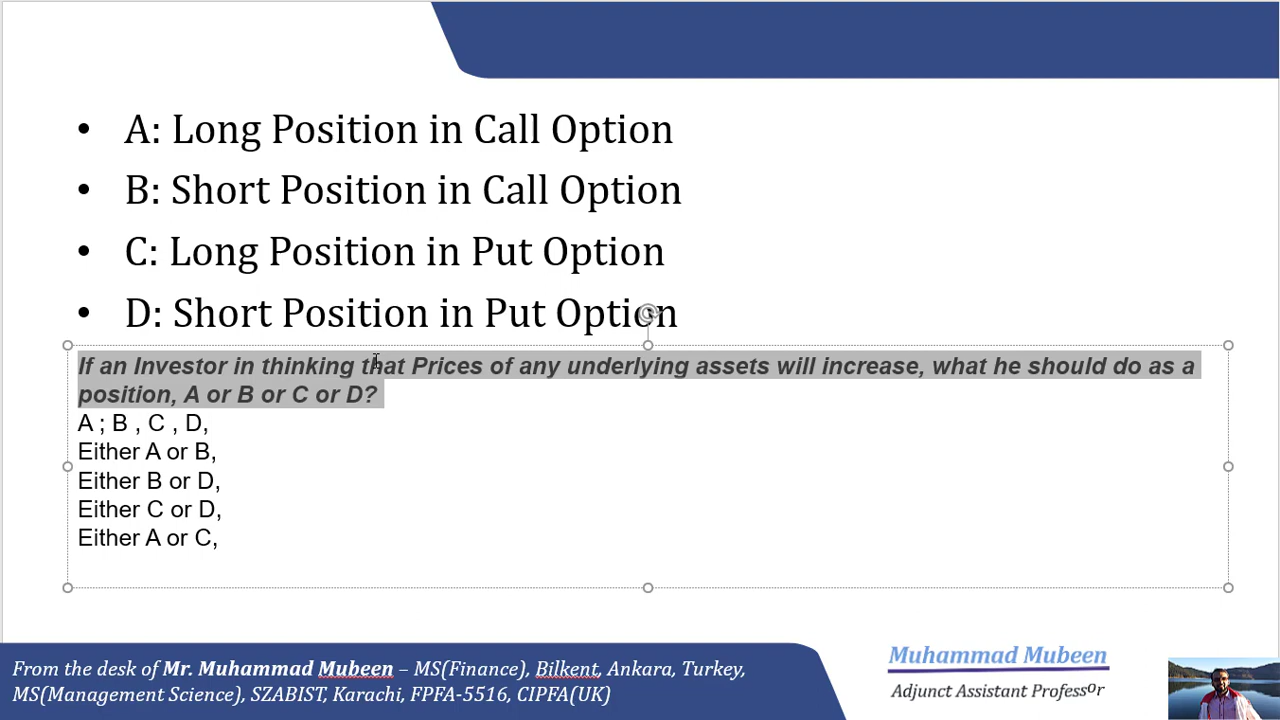 • A: Long Position in Call Option
• B: Short Position in Call Option
• C: Long Position in Put Option
• D: Short Position in Put Option
If an Investor in thinking that Prices of any underlying assets will increase, what he should do as a
position, A or B or C or D?
A ; B , C , D,
Either A or B,
Either B or D,
Either C or D,
Either A or C,
From the desk of Mr. Muhammad Mubeen – MS(Finance), Bilkent, Ankara, Turkey,
MS(Management Science), SZABIST, Karachi, FPFA-5516, CIPFA(UK)
Muhammad Mubeen
Adjunct Assistant Professor